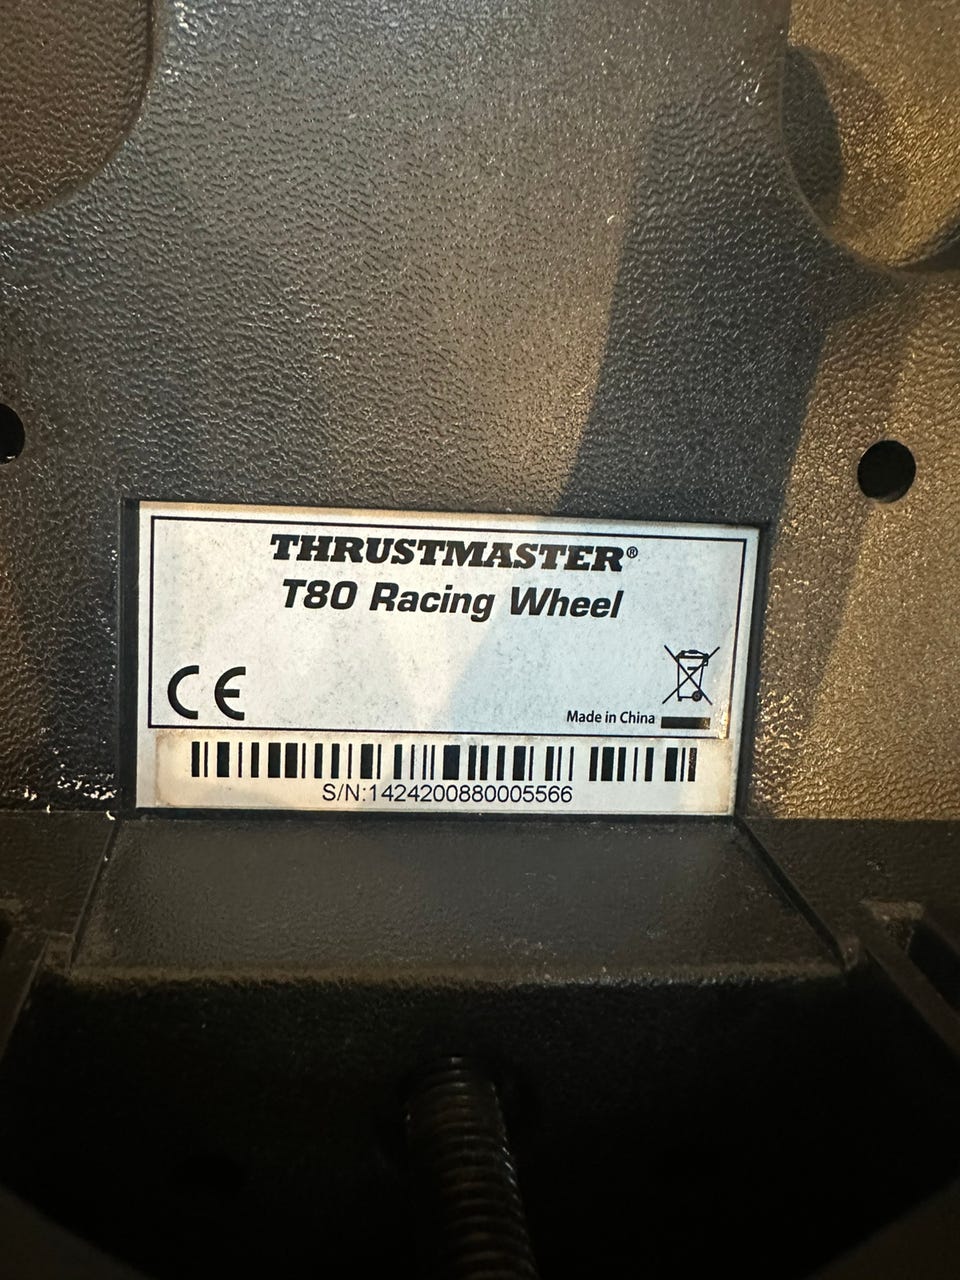 THRUSTMASTER®
T80 Racing Wheel
CE
Made in China
S/N:1424200880005566